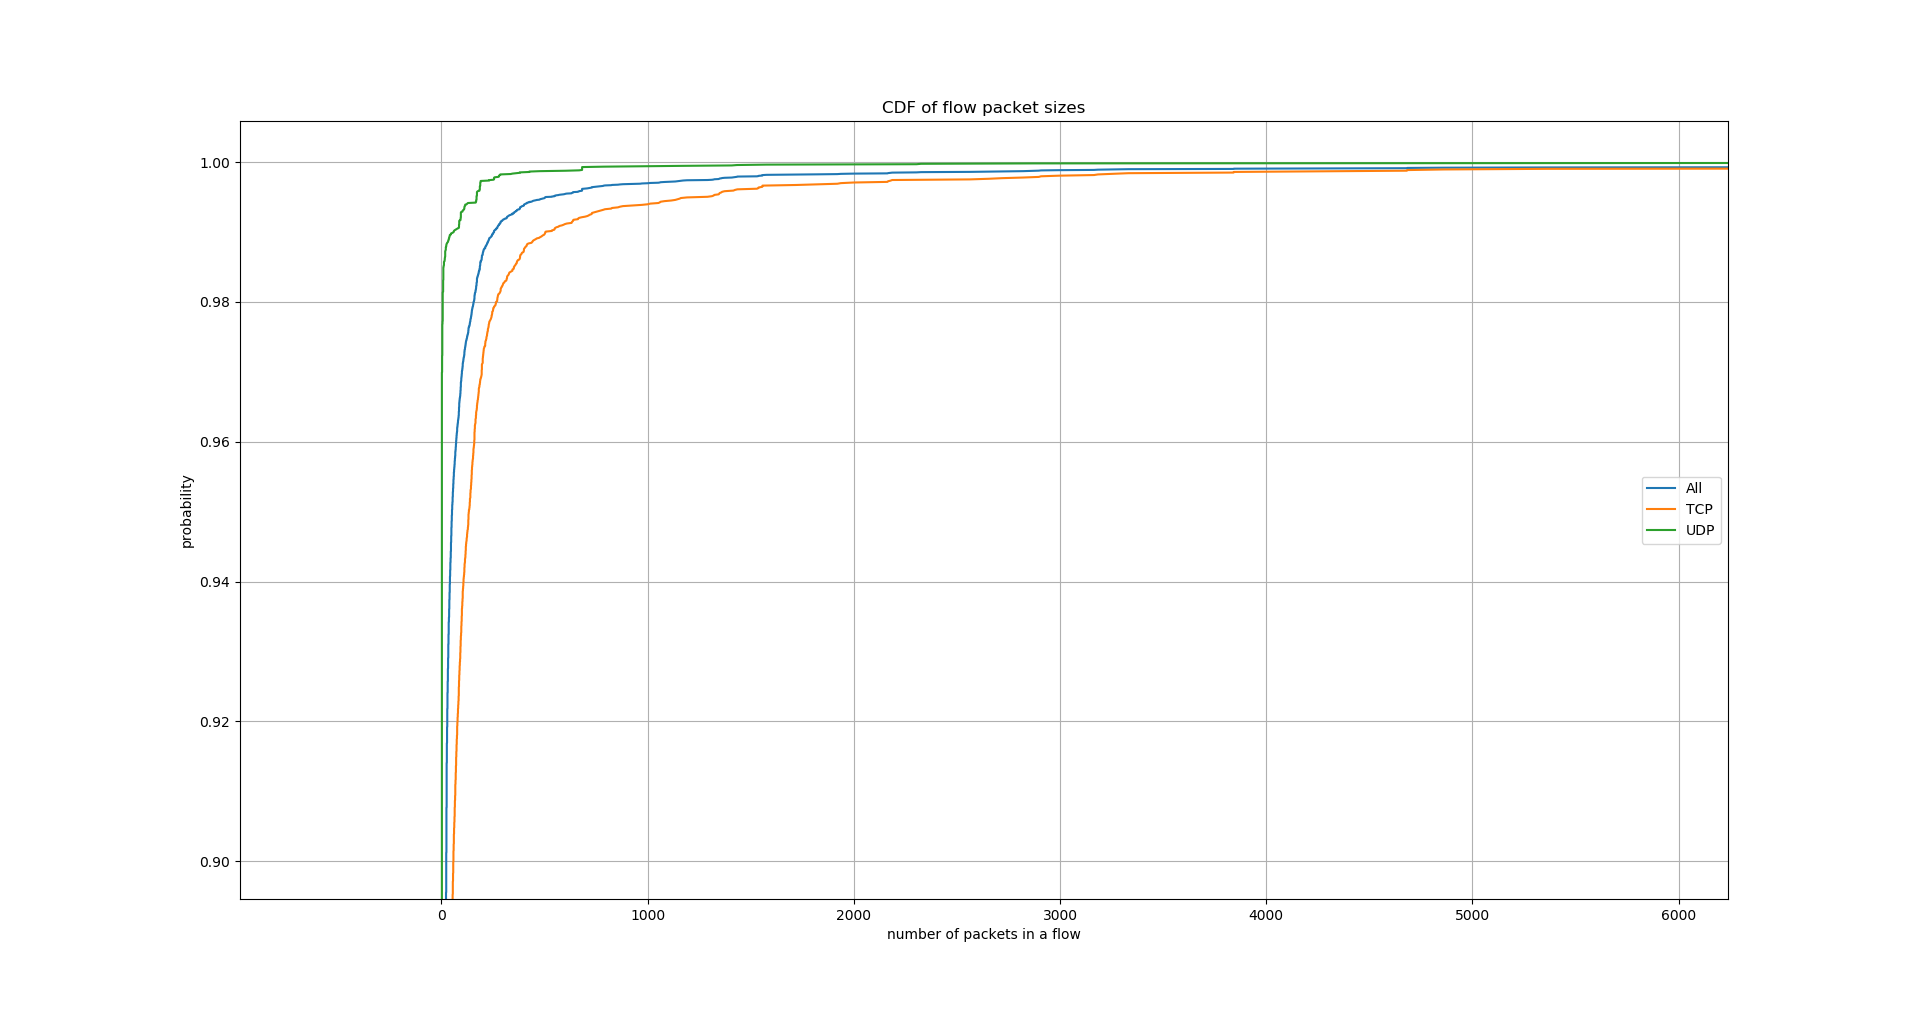 CDF of flow packet sizes
1.00
0.98
0.96
0.94
0.92
0.90
probability
All
TCP
UDP
0 1000 2000 3000 4000 5000 6000
number of packets in a flow